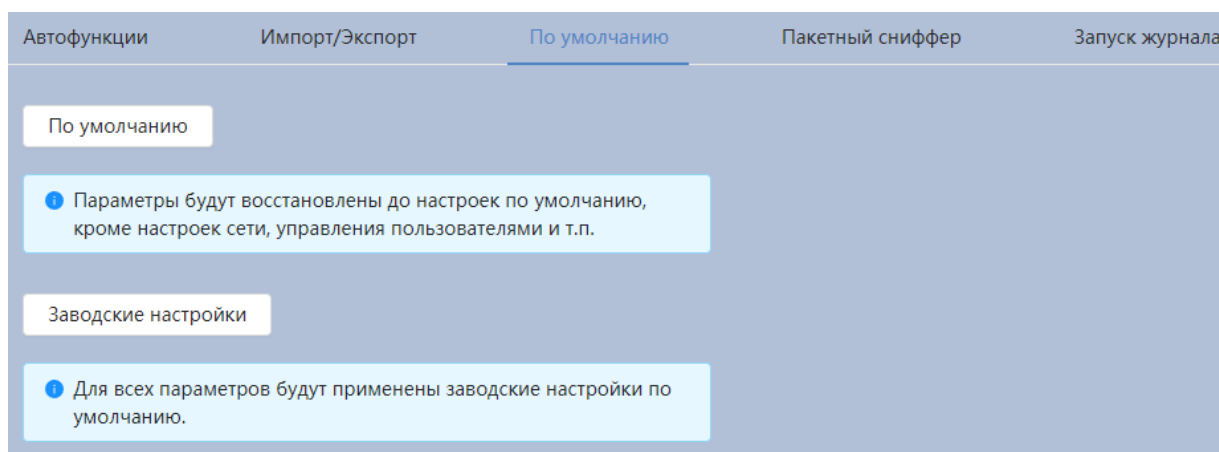 Автофункции Импорт/Экспорт По умолчанию Пакетный сниффер Запуск журнала
По умолчанию
Параметры будут восстановлены до настроек по умолчанию,
кроме настроек сети, управления пользователями и т.п.
Заводские настройки
Для всех параметров будут применены заводские настройки по
умолчанию.